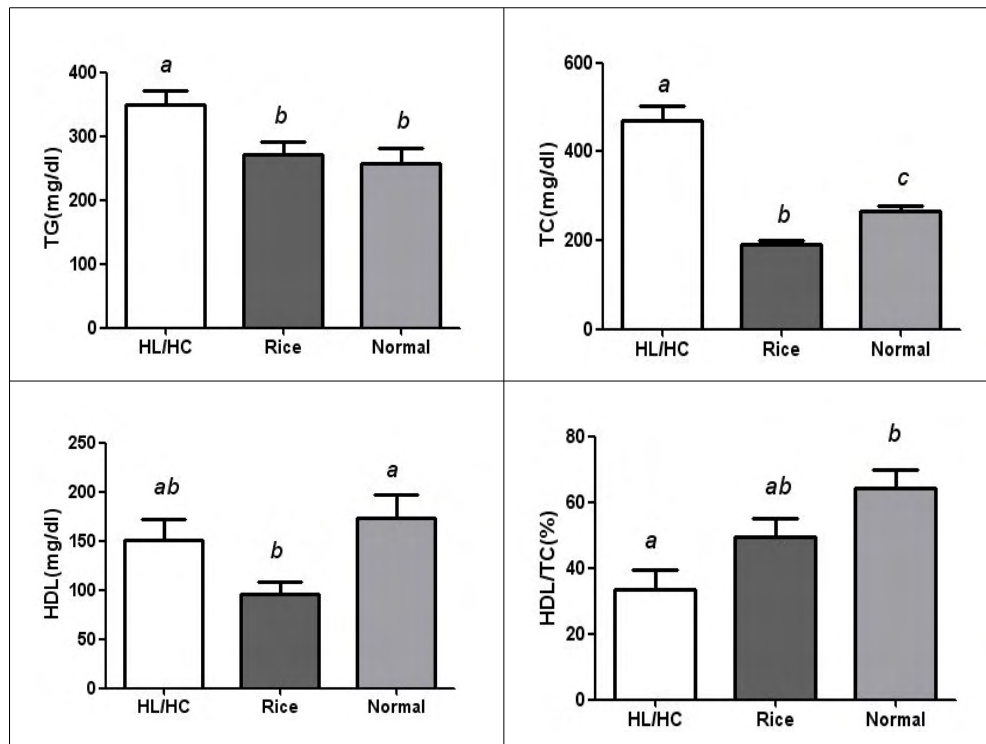 TG(mg/dl)
400
300
200
100
0
a
b
b
HL/HC Rice Normal
TC(mg/dl)
600
400
200
0
a
b
c
HL/HC Rice Normal
HDL(mg/dl)
250
200
150
100
50
0
ab
b
a
HL/HC Rice Normal
HDL/TC(%)
80
60
40
20
0
a
ab
b
HL/HC Rice Normal